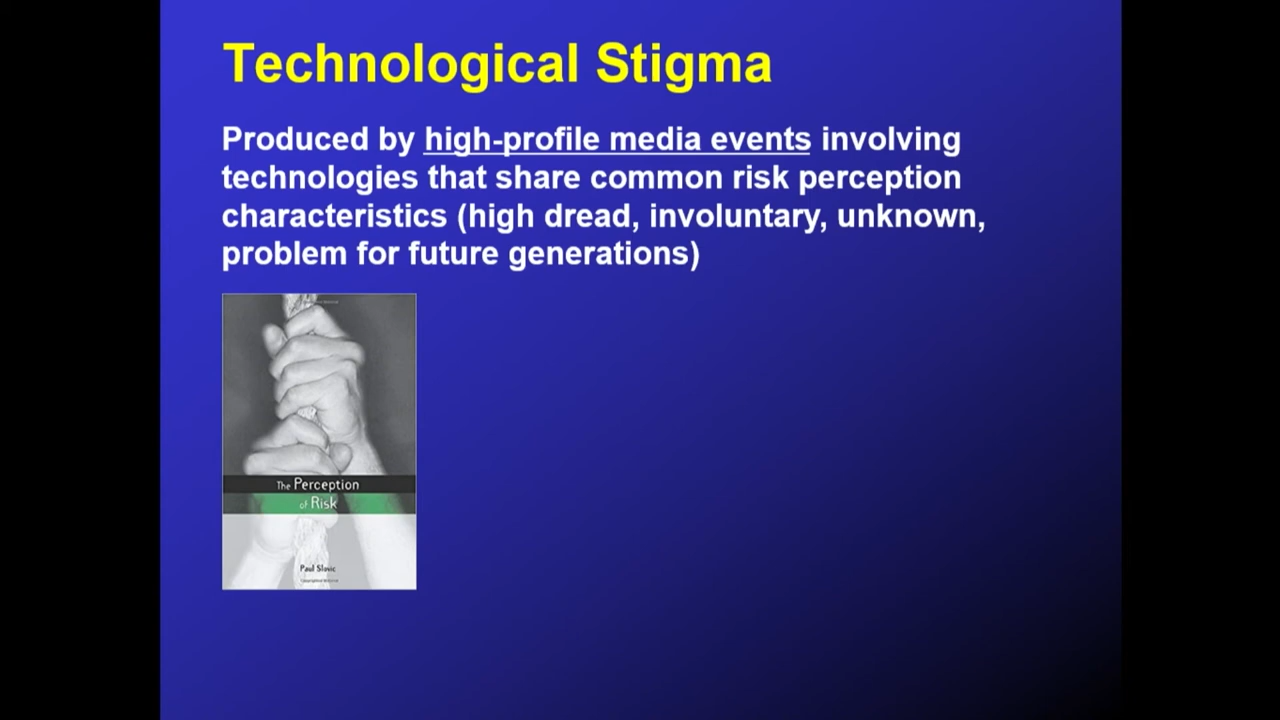 Technological Stigma
Produced by high-profile media events involving
technologies that share common risk perception
characteristics (high dread, involuntary, unknown,
problem for future generations)
The Perception
of Risk
Paul Slovic